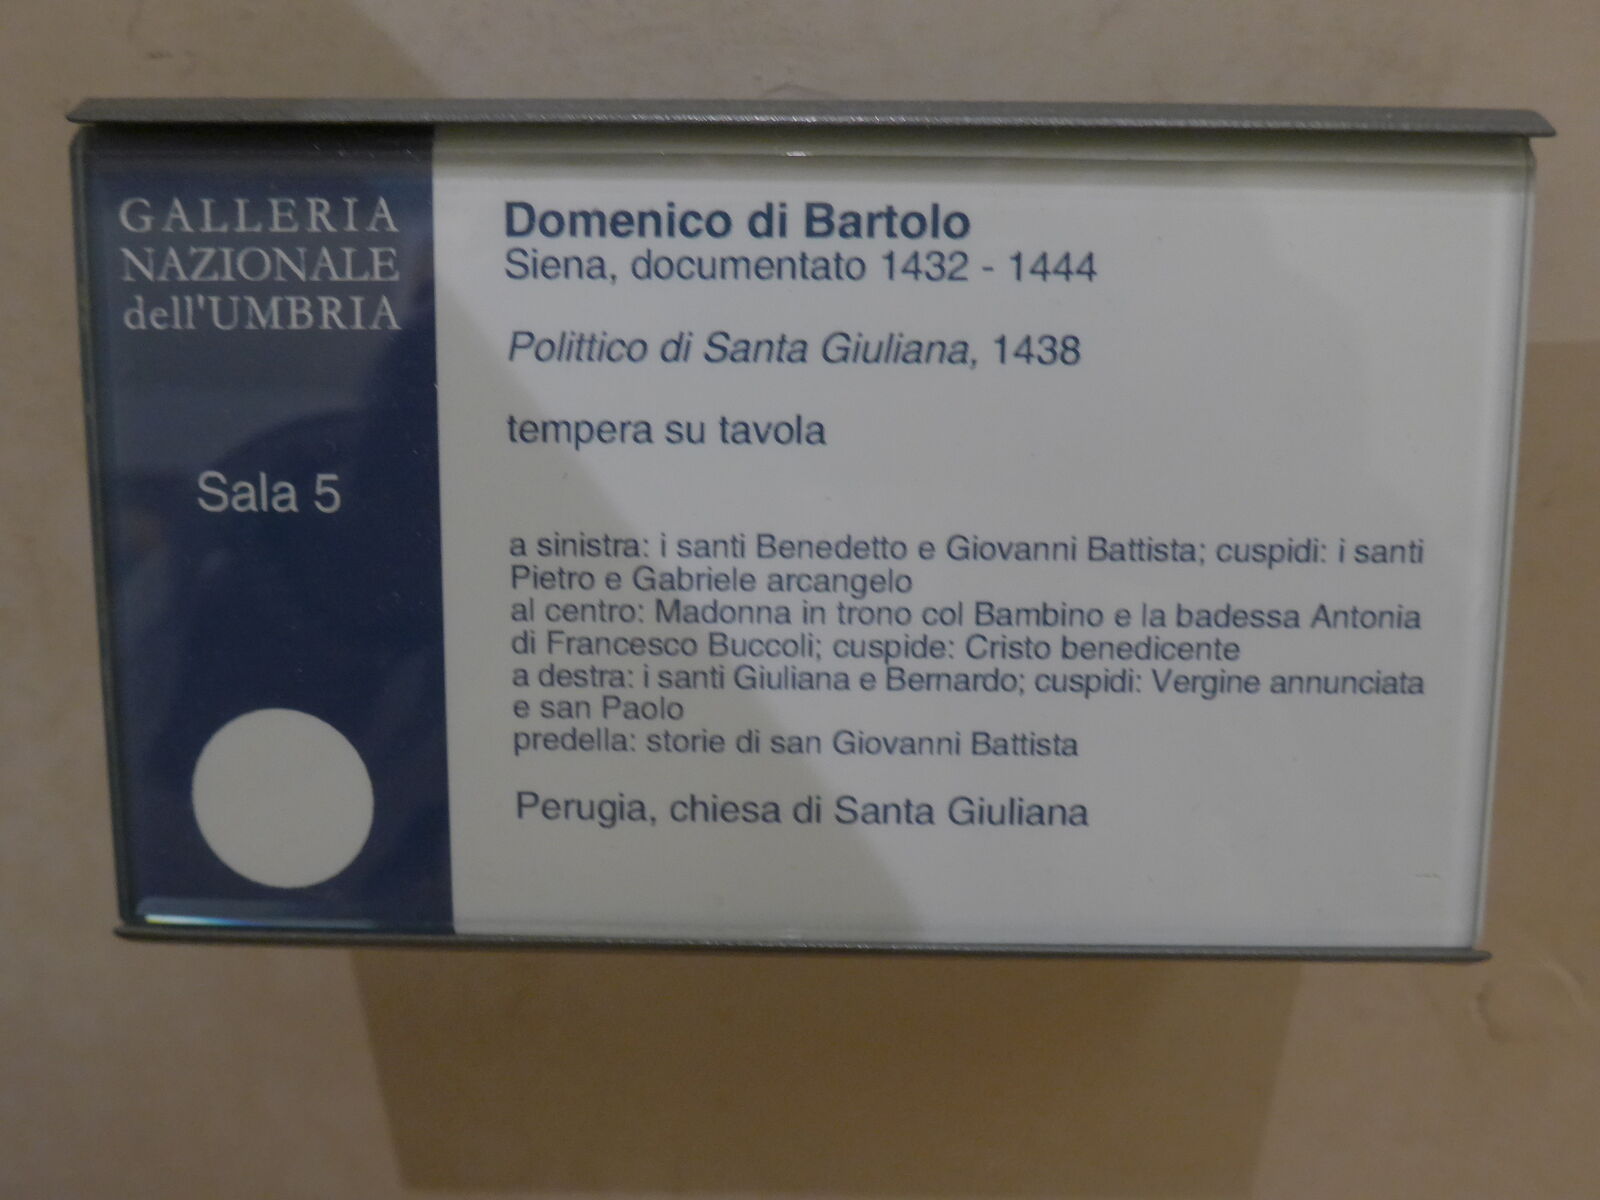 GALLERIA
NAZIONALE
dell'UMBRIA
Sala 5
Domenico di Bartolo
Siena, documentato 1432 - 1444
Polittico di Santa Giuliana, 1438
tempera su tavola
a sinistra: i santi Benedetto e Giovanni Battista; cuspidi: i santi
Pietro e Gabriele arcangelo
al centro: Madonna in trono col Bambino e la badessa Antonia
di Francesco Buccoli; cuspide: Cristo benedicente
a destra: i santi Giuliana e Bernardo; cuspidi: Vergine annunciata
e san Paolo
predella: storie di san Giovanni Battista
Perugia, chiesa di Santa Giuliana